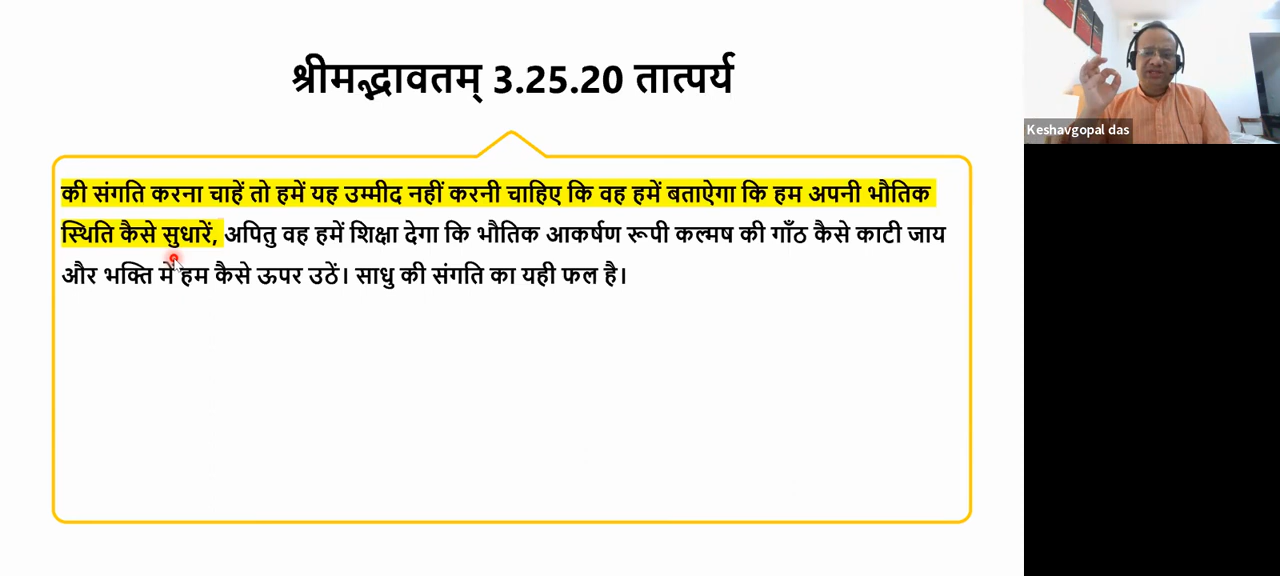 श्रीमद्भावतम् 3.25.20 तात्पर्य
की संगति करना चाहें तो हमें यह उम्मीद नहीं करनी चाहिए कि वह हमें बताऐगा कि हम अपनी भौतिक
स्थिति कैसे सुधारें, अपितु वह हमें शिक्षा देगा कि भौतिक आकर्षण रूपी कल्मष की गाँठ कैसे काटी जाय
और भक्ति में हम कैसे ऊपर उठें। साधु की संगति का यही फल है।
Keshavgopal das